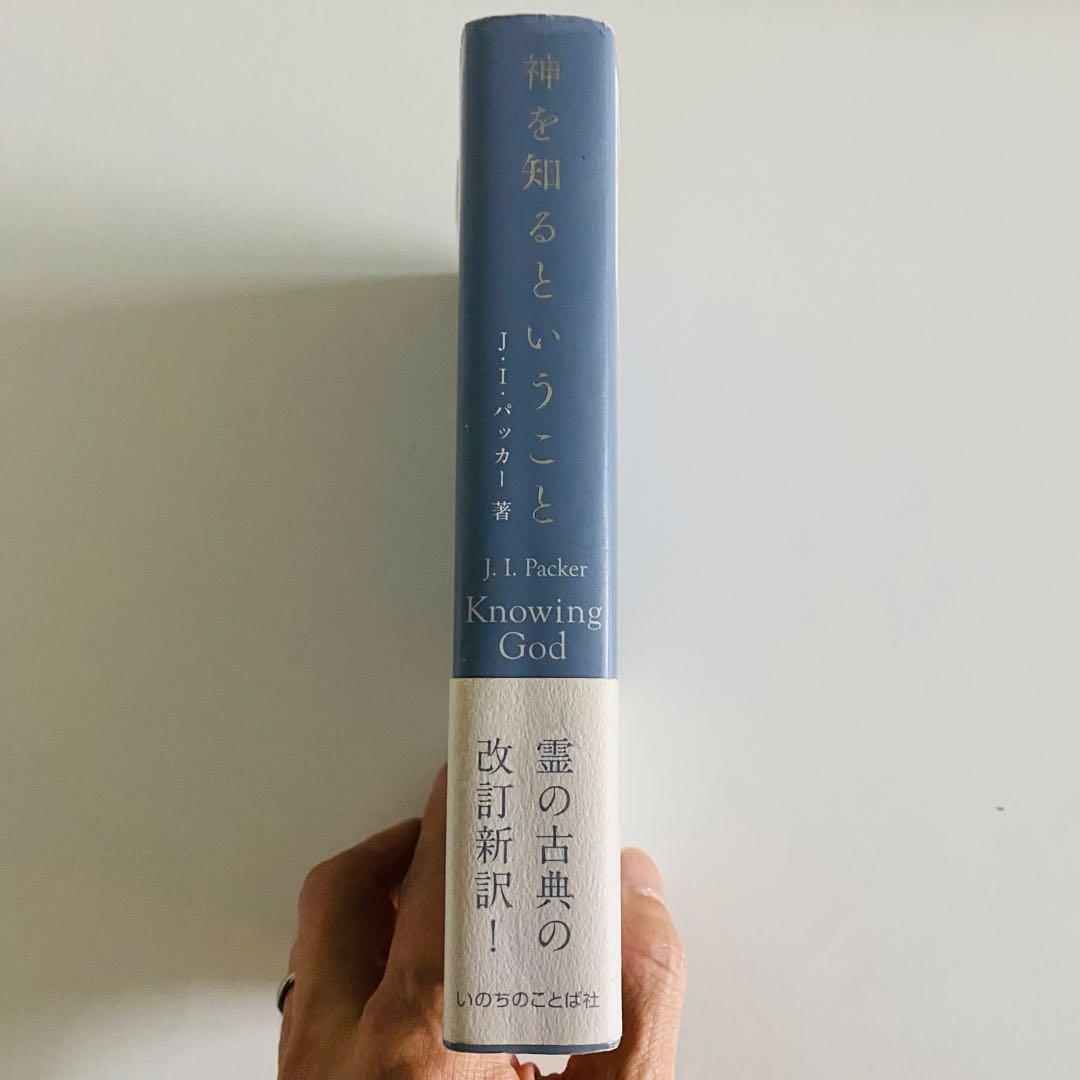 神を知るということ
J・I・パッカー 著
J. I. Packer
Knowing
God
霊の古典の
改訂新訳!
いのちのことば社